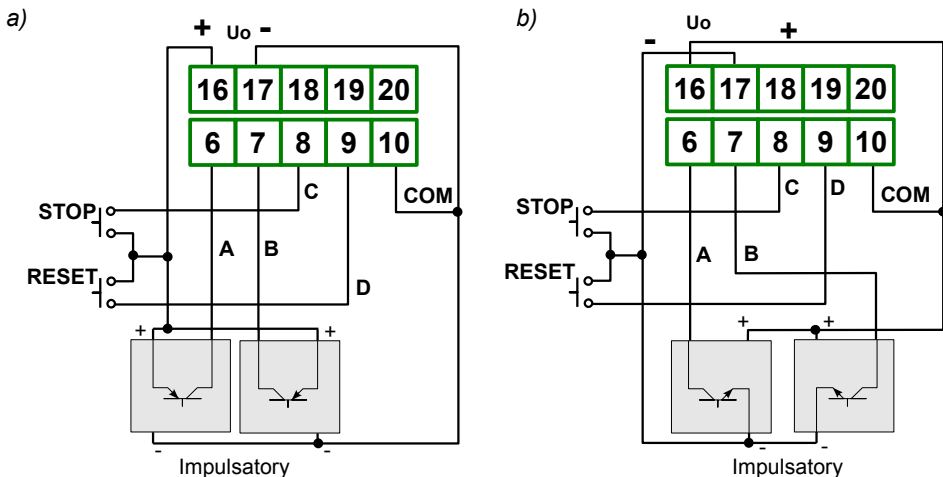 a)
+ Uo -
16 17 18 19 20
6 7 8 9 10
C
COM
STOP
A B
RESET
D
+ +
- -
Impulsatory
b)
- Uo +
16 17 18 19 20
6 7 8 9 10
C D
COM
STOP
A B
RESET
+ +
- -
Impulsatory